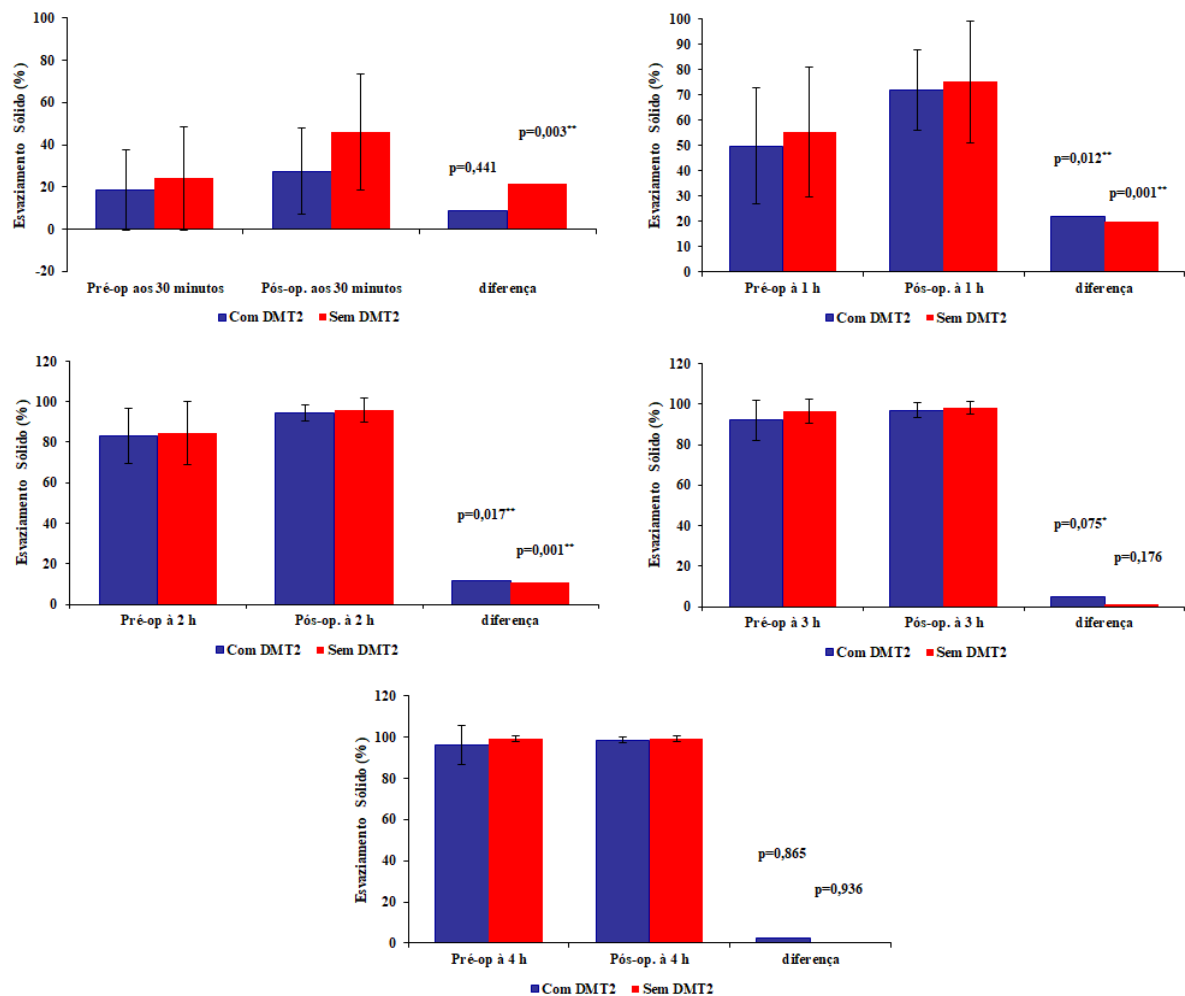 Esvaziamento Sólido (%)
100
80
60
40
20
0
-20
p=0,441
p=0,003**
Pré-op aos 30 minutos
Pós-op. aos 30 minutos
diferença
Com DMT2
Sem DMT2
Esvaziamento Sólido (%)
100
90
80
70
60
50
40
30
20
10
0
p=0,012**
p=0,001**
Pré-op à 1 h
Pós-op. à 1 h
diferença
Com DMT2
Sem DMT2
Esvaziamento Sólido (%)
120
100
80
60
40
20
0
p=0,017**
p=0,001**
Pré-op à 2 h
Pós-op. à 2 h
diferença
Com DMT2
Sem DMT2
Esvaziamento Sólido (%)
120
100
80
60
40
20
0
p=0,075*
p=0,176
Pré-op à 3 h
Pós-op. à 3 h
diferença
Com DMT2
Sem DMT2
Esvaziamento Sólido (%)
120
100
80
60
40
20
0
p=0,865
p=0,936
Pré-op à 4 h
Pós-op. à 4 h
diferença
Com DMT2
Sem DMT2